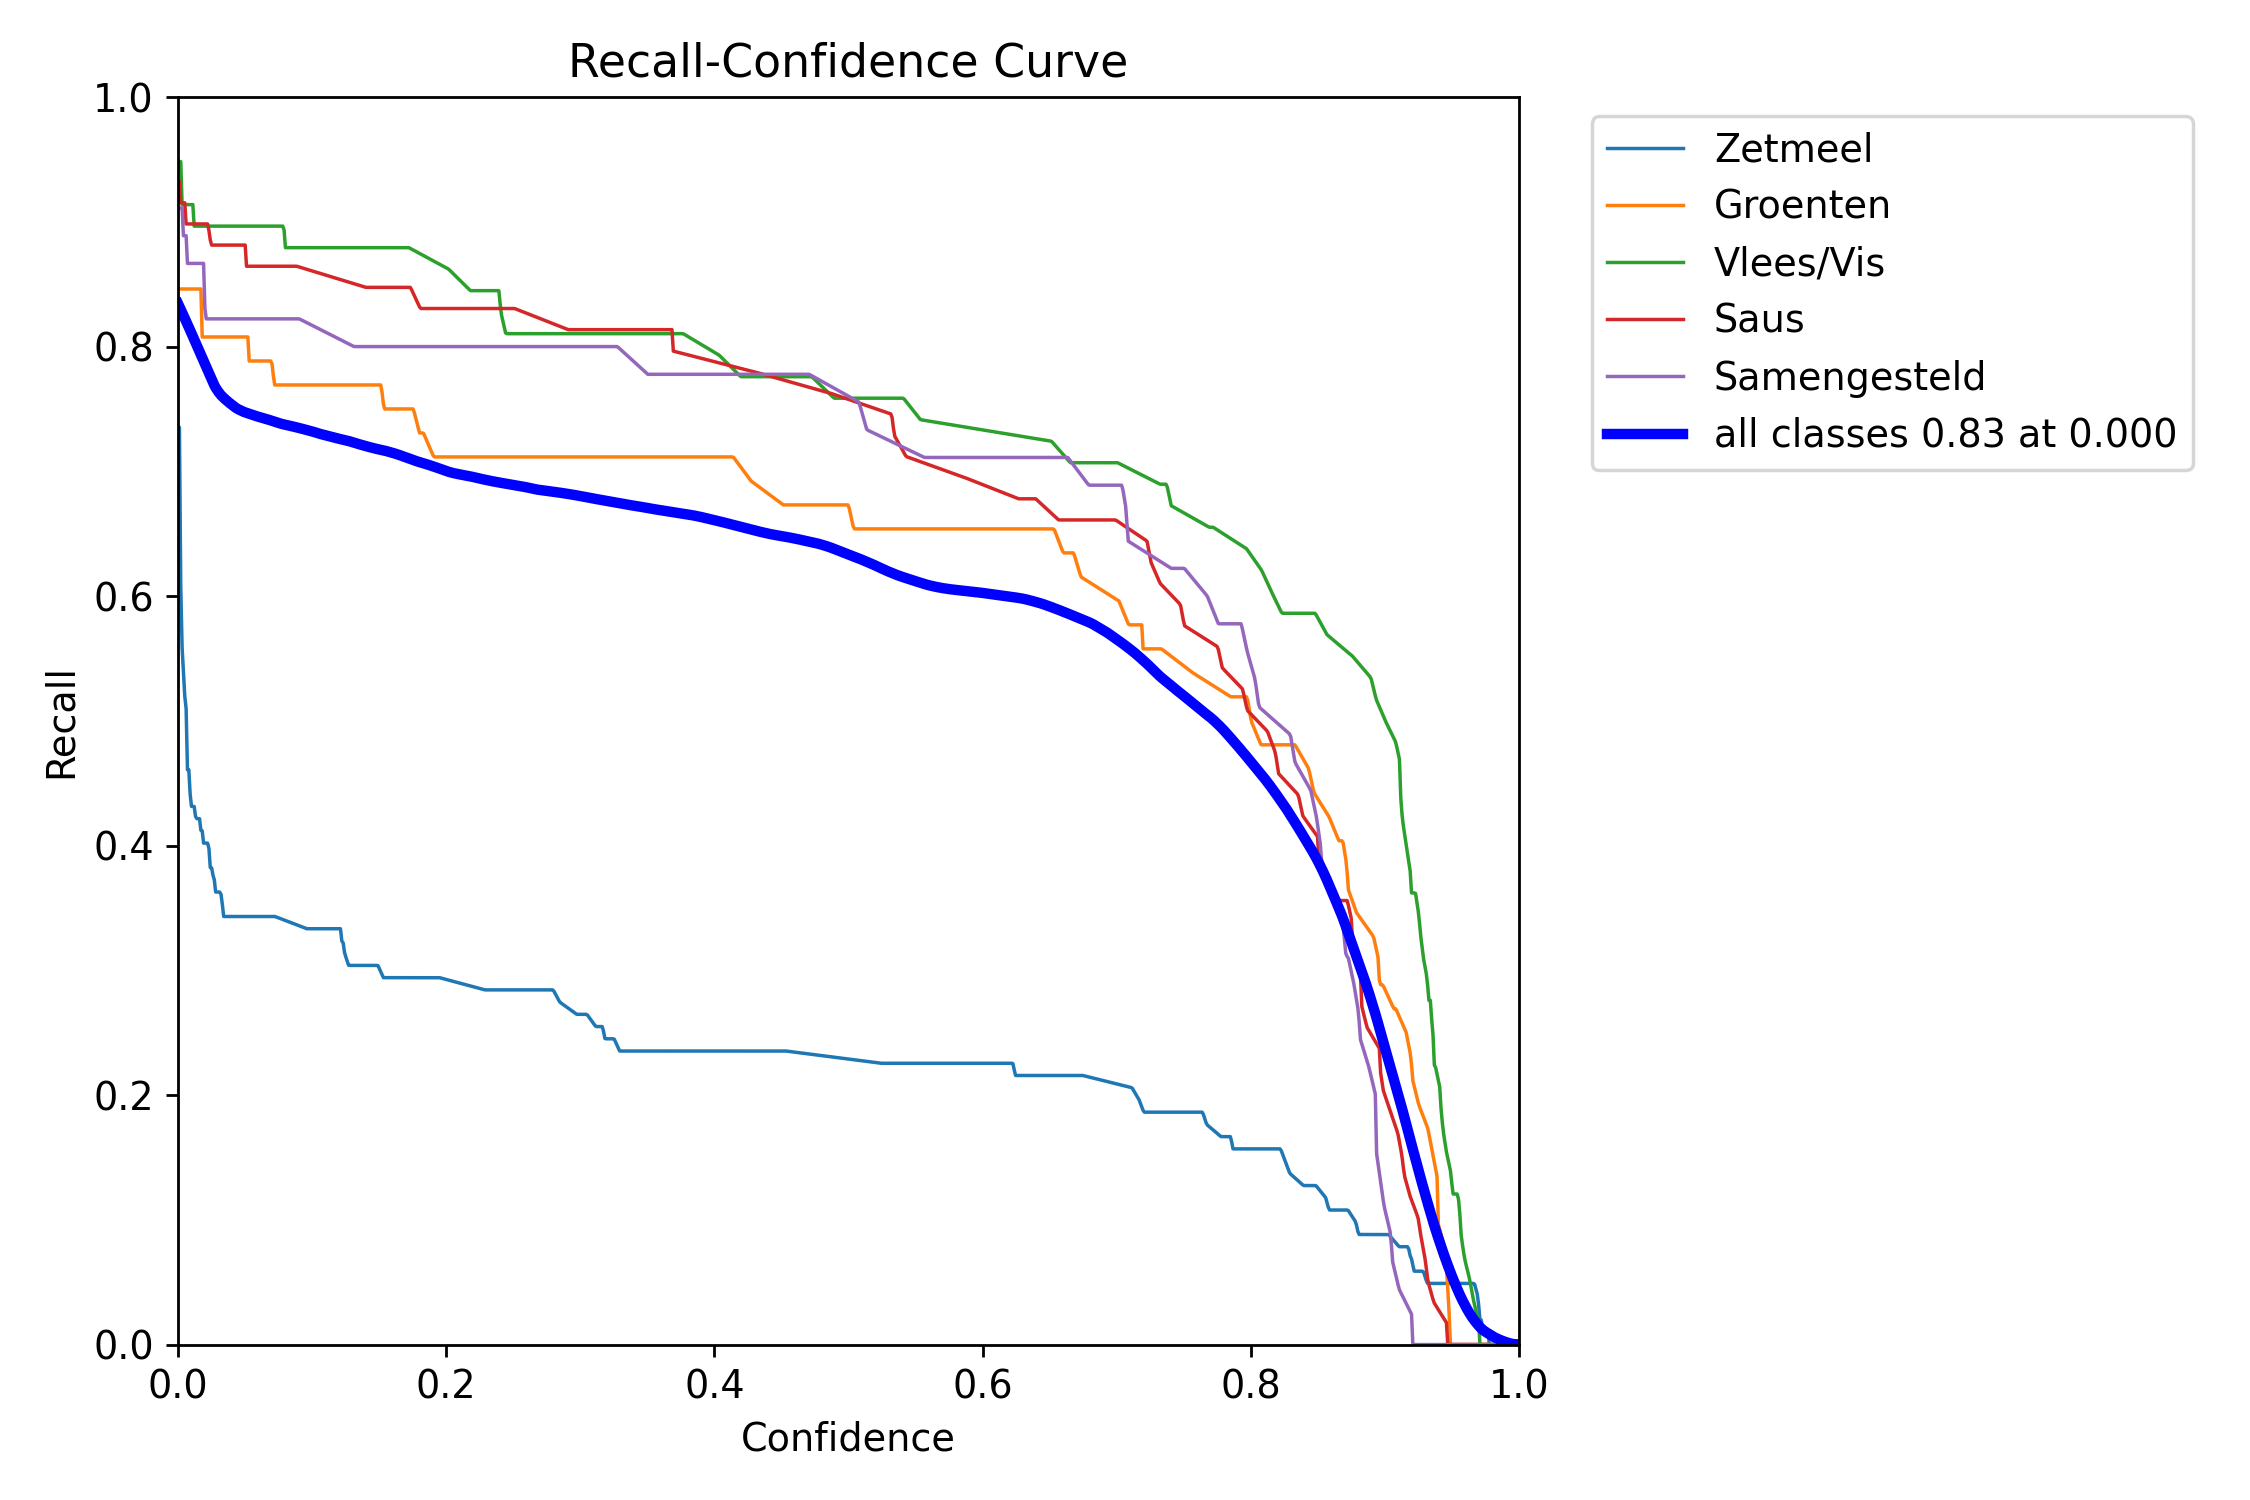 Recall-Confidence Curve
1.0
0.8
0.6
0.4
0.2
0.0
Recall
0.0 0.2 0.4 0.6 0.8 1.0
Confidence
Zetmeel
Groenten
Vlees/Vis
Saus
Samengesteld
all classes 0.83 at 0.000